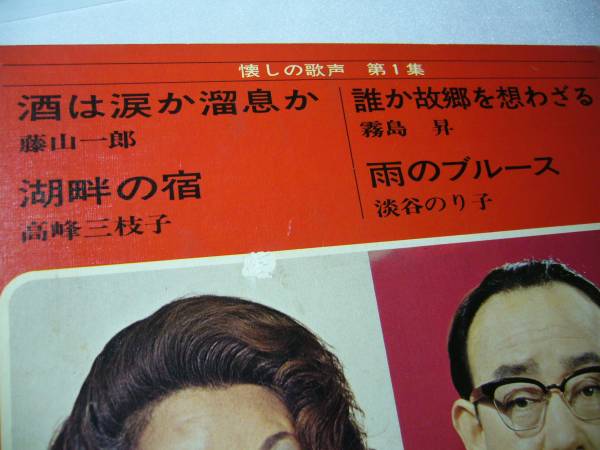 懐しの歌声 第1集
酒は涙か溜息か
藤山一郎
湖畔の宿
高峰三枝子
誰か故郷を想わざる
霧島 昇
雨のブルース
淡谷のり子